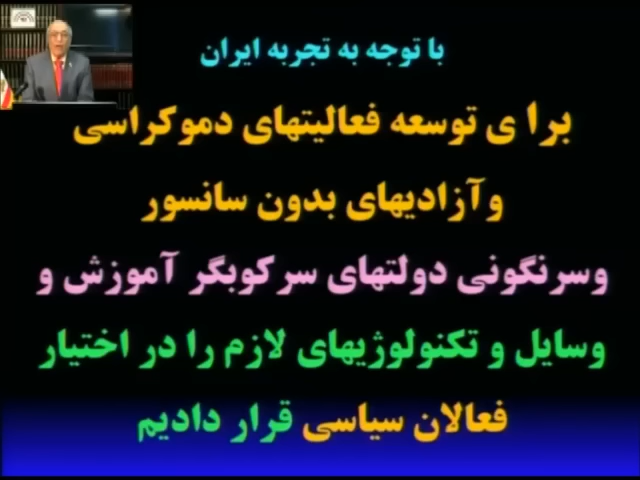 با توجه به تجربه ایران
برا ی توسعه فعالیتهای دموکراسی
وآزادیهای بدون سانسور
وسرنگونی دولتهای سرکوبگر آموزش و
وسایل و تکنولوژیهای لازم را در اختیار
فعالان سیاسی قرار دادیم